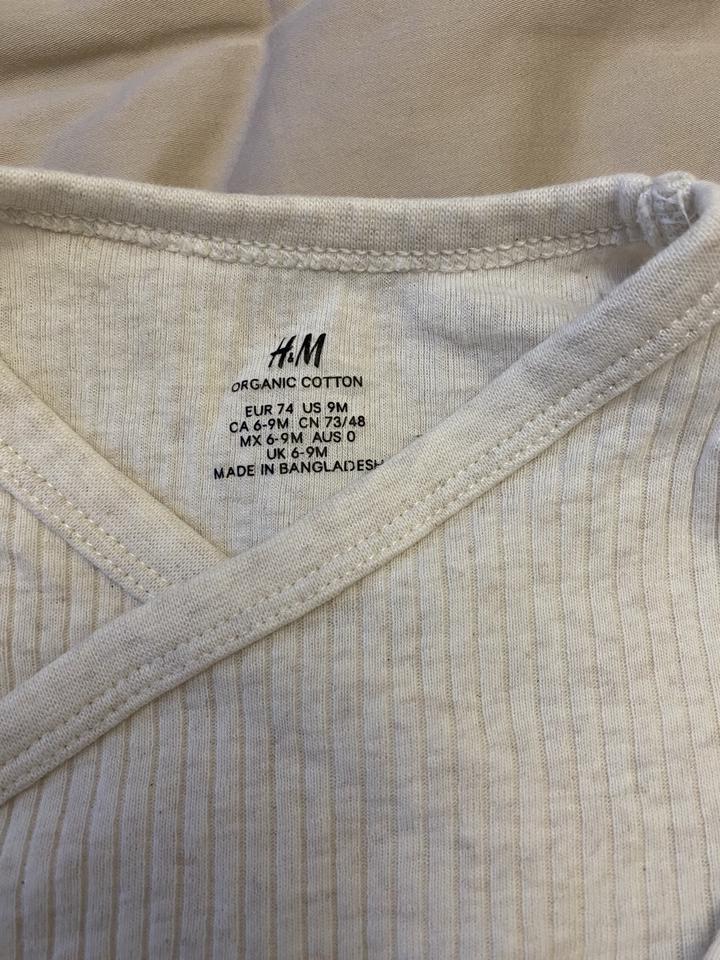 H&M
ORGANIC COTTON
EUR 74 US 9M
CA 6-9M CN 73/48
MX 6-9M AUS 0
UK 6-9M
MADE IN BANGLADESH